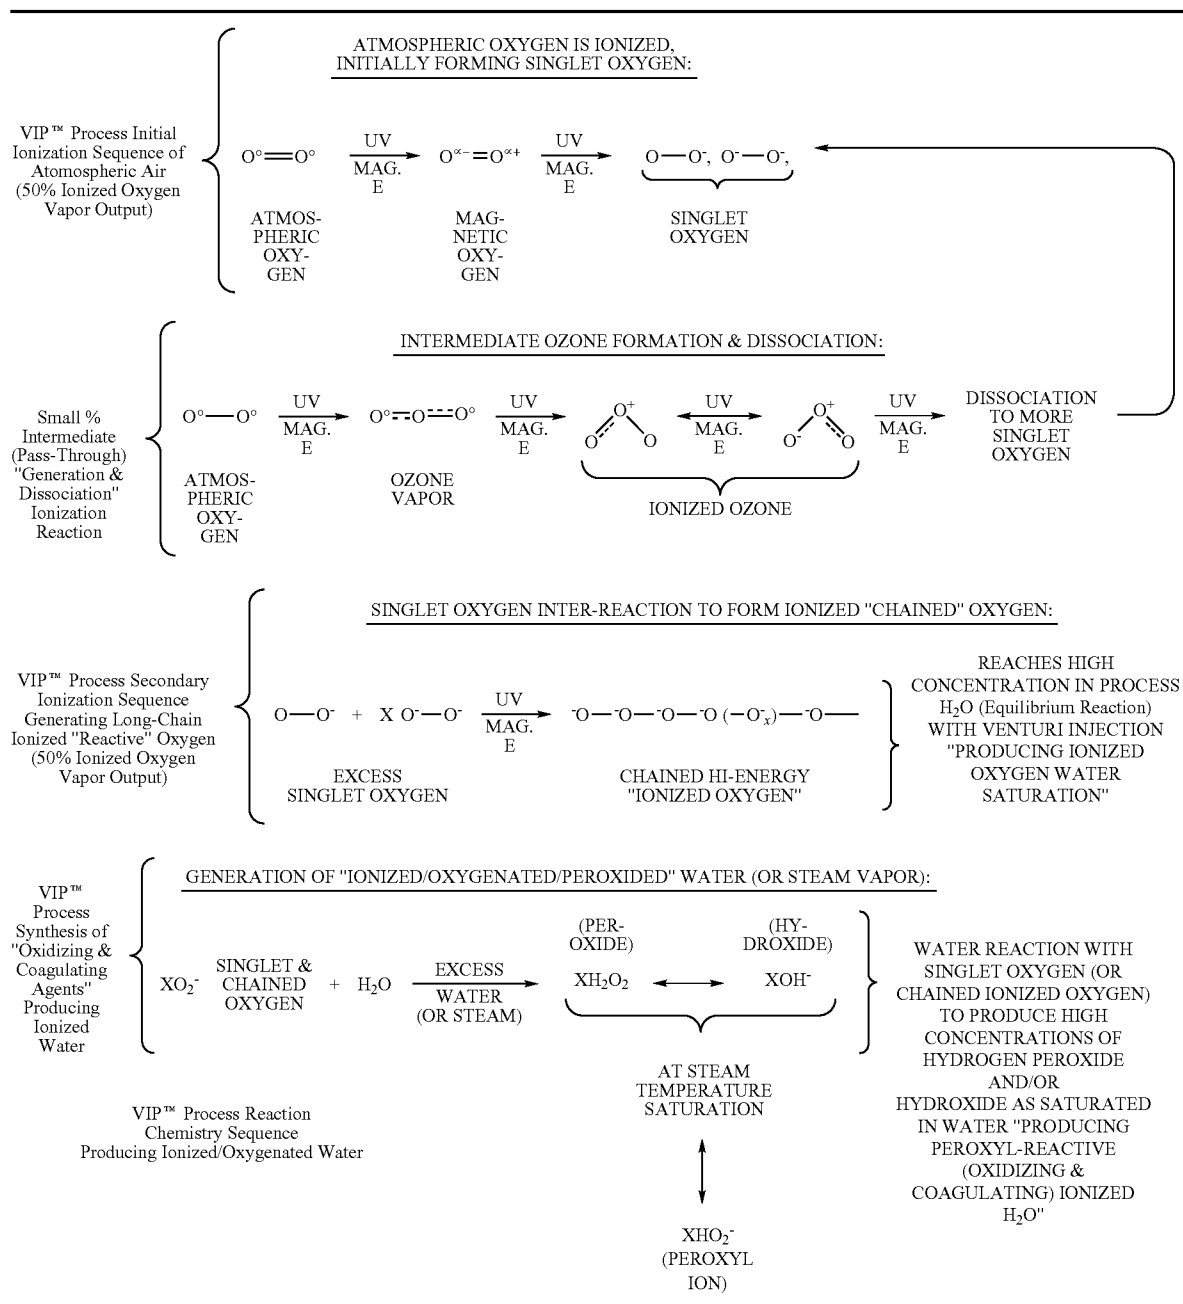 ATMOSPHERIC OXYGEN IS IONIZED,
INITIALLY FORMING SINGLET OXYGEN:
VIP™ Process Initial
Ionization Sequence of
Atomospheric Air
(50% Ionized Oxygen
Vapor Output)
O°=O° UV MAG. E O∝−=O∝+ UV MAG. E O—O-, O-—O-,
ATMOS-
PHERIC
OXY-
GEN
MAG-
NETIC
OXY-
GEN
SINGLET
OXYGEN
INTERMEDIATE OZONE FORMATION & DISSOCIATION:
Small %
Intermediate
(Pass-Through)
"Generation &
Dissociation"
Ionization
Reaction
O°—O° UV MAG. E O°=O=O° UV MAG. E O O+ O UV MAG. E O- O+ O UV MAG. E
ATMOS-
PHERIC
OXY-
GEN
OZONE
VAPOR
IONIZED OZONE
DISSOCIATION
TO MORE
SINGLET
OXYGEN
SINGLET OXYGEN INTER-REACTION TO FORM IONIZED "CHAINED" OXYGEN:
VIP™ Process Secondary
Ionization Sequence
Generating Long-Chain
Ionized "Reactive" Oxygen
(50% Ionized Oxygen
Vapor Output)
O—O- + X O-—O- UV MAG. E -O—-O—-O—-O (—O-x)—-O—
EXCESS
SINGLET OXYGEN
CHAINED HI-ENERGY
"IONIZED OXYGEN"
REACHES HIGH
CONCENTRATION IN PROCESS
H2O (Equilibrium Reaction)
WITH VENTURI INJECTION
"PRODUCING IONIZED
OXYGEN WATER
SATURATION"
GENERATION OF "IONIZED/OXYGENATED/PEROXIDED" WATER (OR STEAM VAPOR):
VIP™
Process
Synthesis of
"Oxidizing &
Coagulating
Agents"
Producing
Ionized
Water
XO2-
SINGLET &
CHAINED
OXYGEN
+ H2O
EXCESS
WATER
(OR STEAM)
(PER-
OXIDE)
XH2O2
(HY-
DROXIDE)
XOH-
AT STEAM
TEMPERATURE
SATURATION
XHO2-
(PEROXYL
ION)
WATER REACTION WITH
SINGLET OXYGEN (OR
CHAINED IONIZED OXYGEN)
TO PRODUCE HIGH
CONCENTRATIONS OF
HYDROGEN PEROXIDE
AND/OR
HYDROXIDE AS SATURATED
IN WATER "PRODUCING
PEROXYL-REACTIVE
(OXIDIZING &
COAGULATING) IONIZED
H2O"
VIP™ Process Reaction
Chemistry Sequence
Producing Ionized/Oxygenated Water